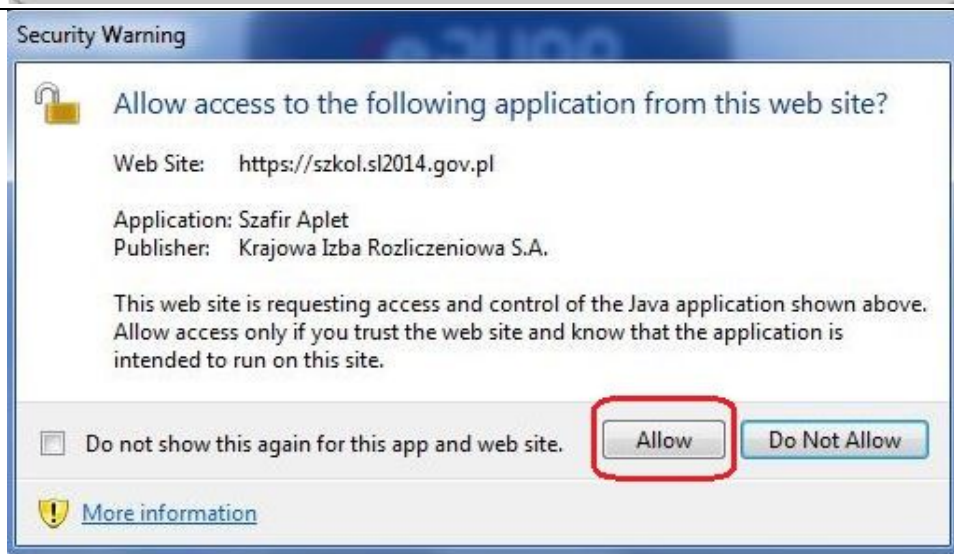 Security Warning
Allow access to the following application from this web site?
Web Site: https://szkol.sl2014.gov.pl
Application: Szafir Aplet
Publisher: Krajowa Izba Rozliczeniowa S.A.
This web site is requesting access and control of the Java application shown above.
Allow access only if you trust the web site and know that the application is
intended to run on this site.
Do not show this again for this app and web site. Allow Do Not Allow
More information